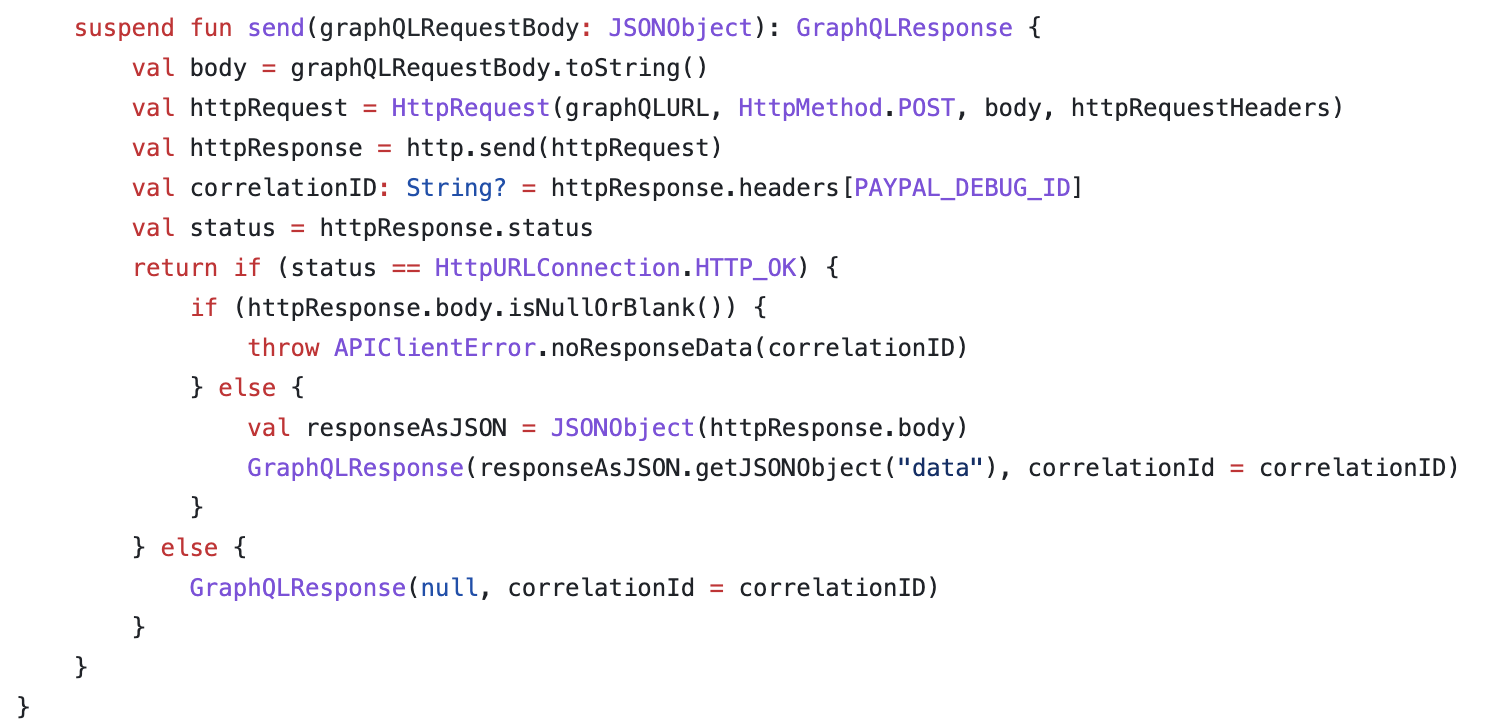 suspend fun send(graphQLRequestBody: JSONObject): GraphQLResponse {
val body = graphQLRequestBody.toString()
val httpRequest = HttpRequest(graphQLURL, HttpMethod.POST, body, httpRequestHeaders)
val httpResponse = http.send(httpRequest)
val correlationID: String? = httpResponse.headers[PAYPAL_DEBUG_ID]
val status = httpResponse.status
return if (status == HttpURLConnection.HTTP_OK) {
if (httpResponse.body.isNullOrBlank()) {
throw APIClientError.noResponseData(correlationID)
} else {
val responseAsJSON = JSONObject(httpResponse.body)
GraphQLResponse(responseAsJSON.getJSONObject("data"), correlationId = correlationID)
}
} else {
GraphQLResponse(null, correlationId = correlationID)
}
}
}